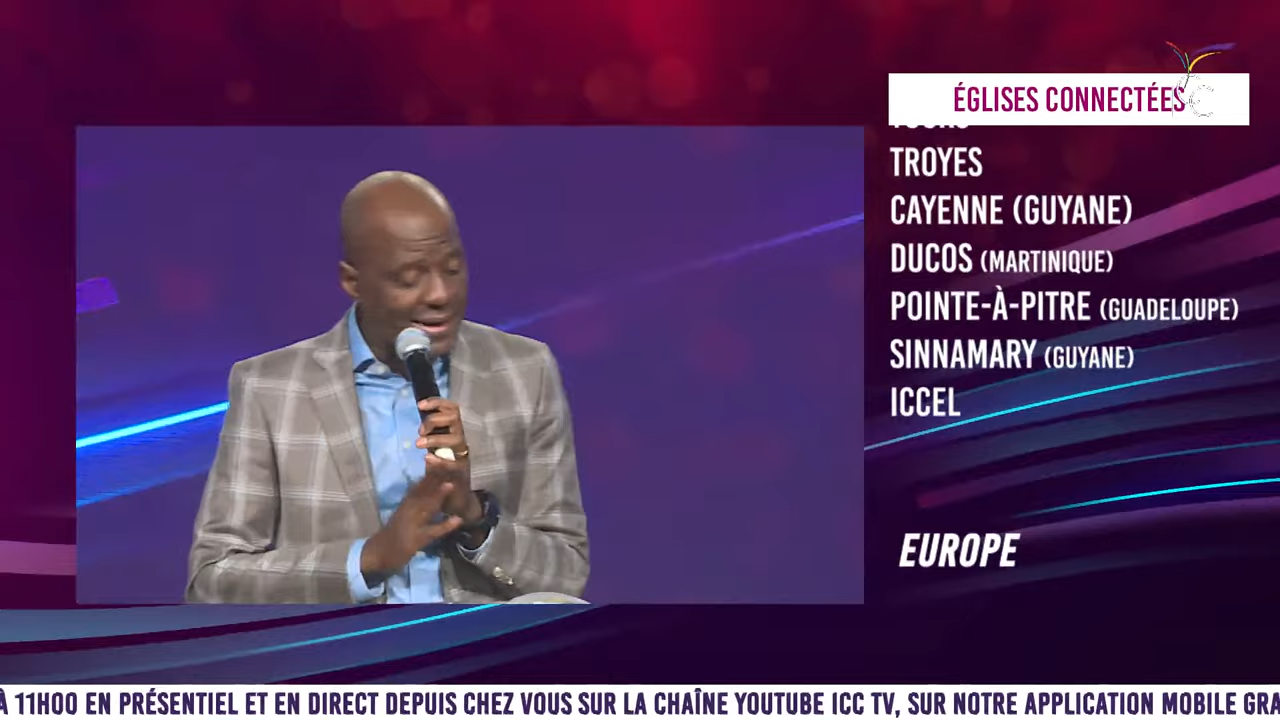 ÉGLISES CONNECTÉES
TROYES
CAYENNE (GUYANE)
DUCOS (MARTINIQUE)
POINTE-À-PITRE (GUADELOUPE)
SINNAMARY (GUYANE)
ICCEL
EUROPE
À 11H00 EN PRÉSENTIEL ET EN DIRECT DEPUIS CHEZ VOUS SUR LA CHAÎNE YOUTUBE ICC TV, SUR NOTRE APPLICATION MOBILE GRA